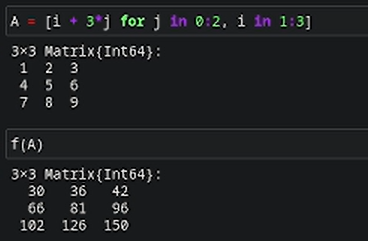 A = [i + 3*j for j in 0:2, i in 1:3]
3×3 Matrix{Int64}:
1 2 3
4 5 6
7 8 9
f(A)
3×3 Matrix{Int64}:
30 36 42
66 81 96
102 126 150